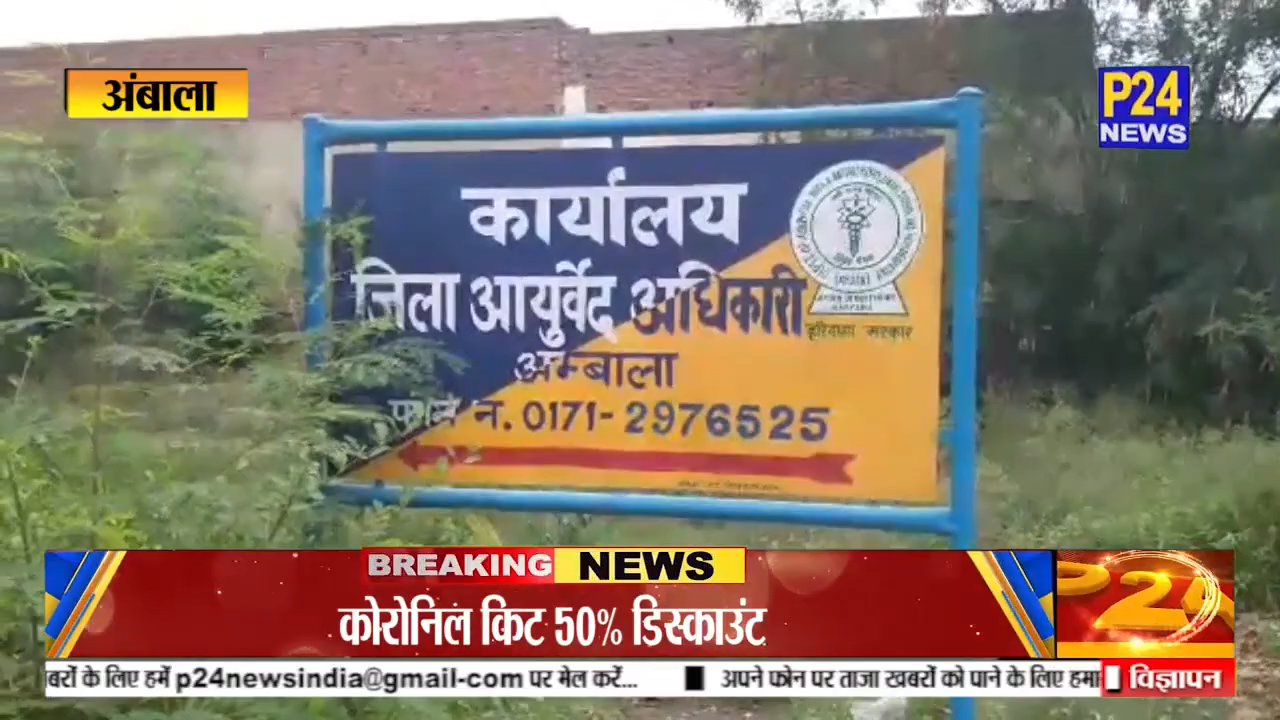 अंबाला
P24
NEWS
कार्यालय
जिला आयुर्वेद अधिकारी
हरियाणा सरकार
अम्बाला
फोन न. 0171-2976525
BREAKING NEWS
कोरोनिल किट 50% डिस्काउंट
P24
बरों के लिए हमें p24newsindia@gmail-com पर मेल करें... ■ अपने फोन पर ताजा खबरों को पाने के लिए हमा
विज्ञापन